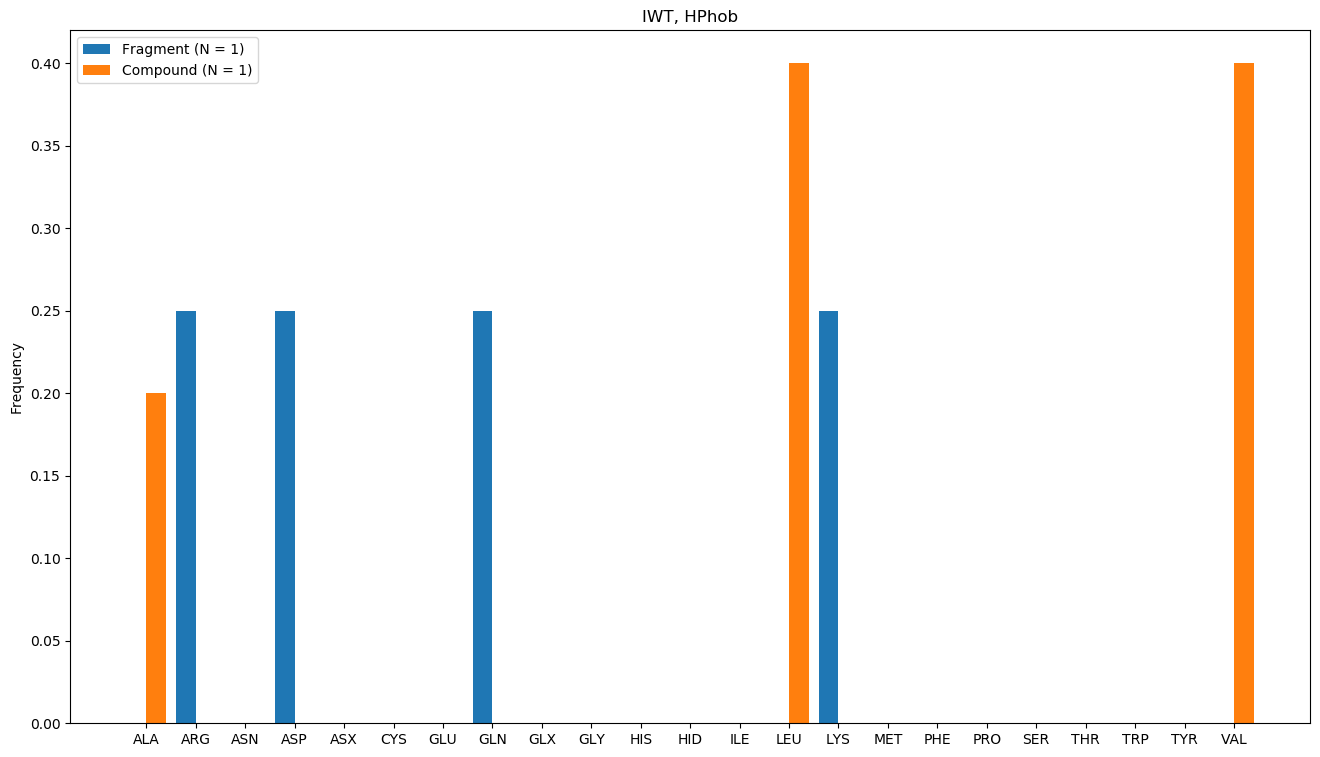 IWT, HPhob
Fragment (N = 1)
Compound (N = 1)
Frequency
0.40
0.35
0.30
0.25
0.20
0.15
0.10
0.05
0.00
ALA ARG ASN ASP ASX CYS GLU GLN GLX GLY HIS HID ILE LEU LYS MET PHE PRO SER THR TRP TYR VAL